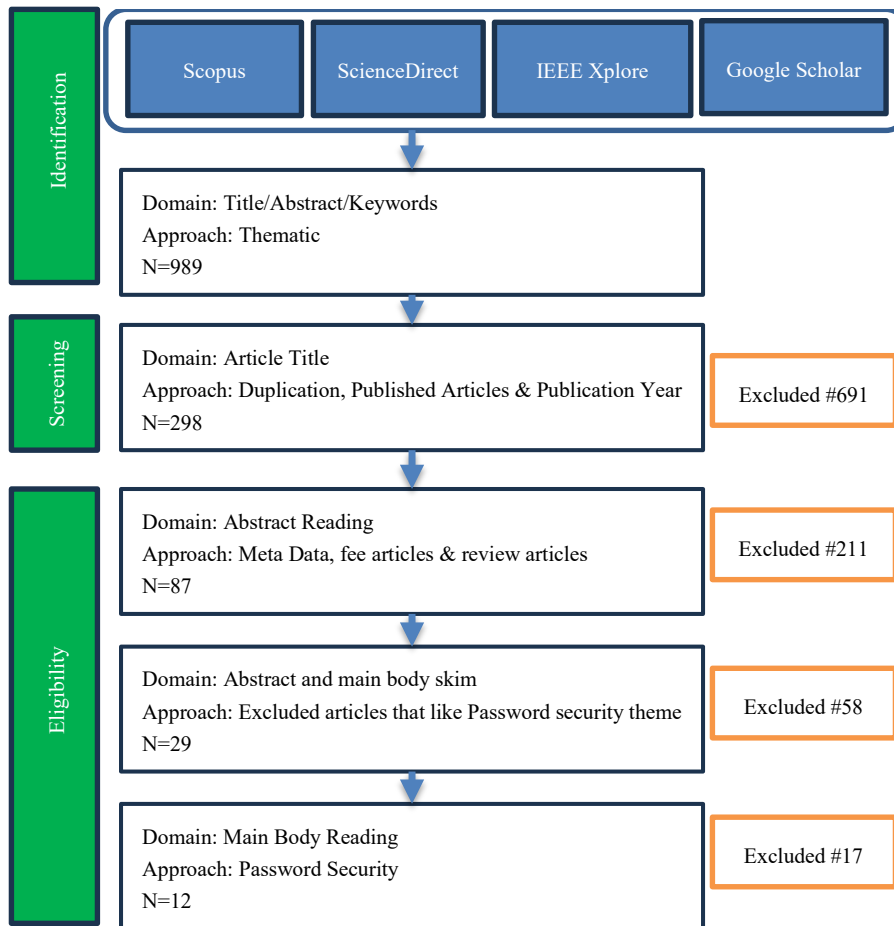 Identification
Scopus
ScienceDirect
IEEE Xplore
Google Scholar
Domain: Title/Abstract/Keywords
Approach: Thematic
N=989
Screening
Domain: Article Title
Approach: Duplication, Published Articles & Publication Year
N=298
Excluded #691
Eligibility
Domain: Abstract Reading
Approach: Meta Data, fee articles & review articles
N=87
Excluded #211
Domain: Abstract and main body skim
Approach: Excluded articles that like Password security theme
N=29
Excluded #58
Domain: Main Body Reading
Approach: Password Security
N=12
Excluded #17